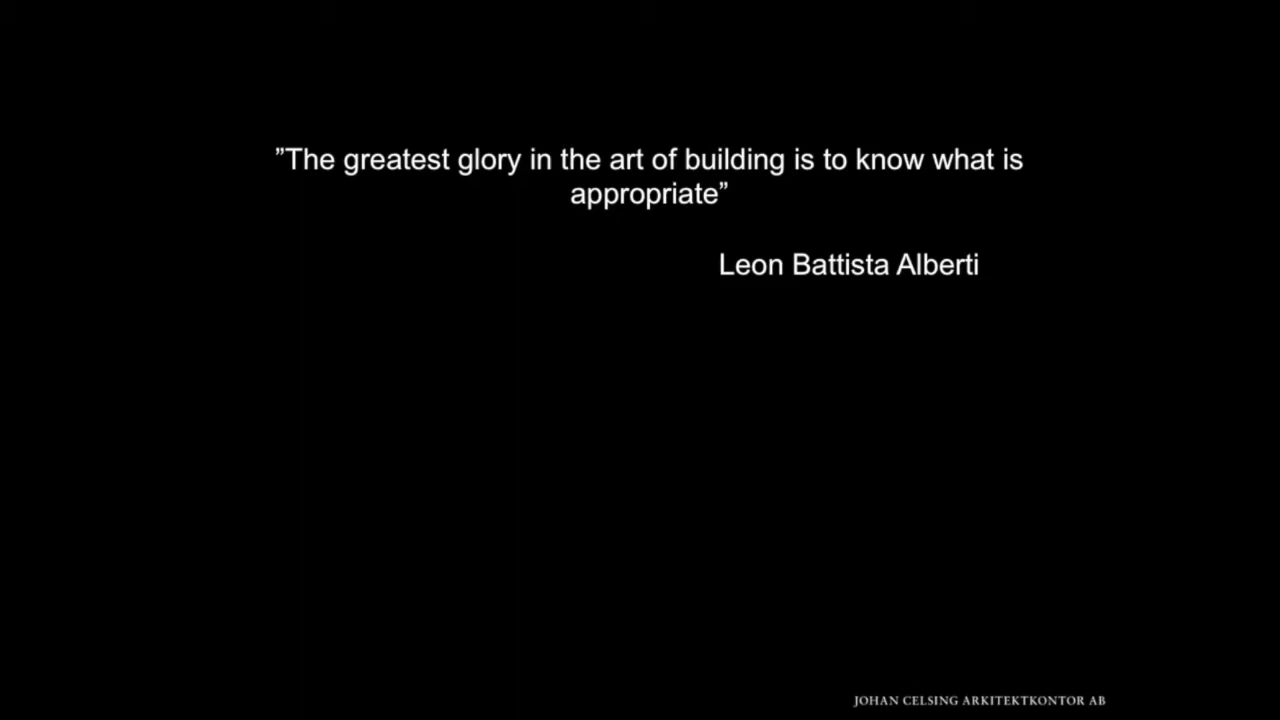 ”The greatest glory in the art of building is to know what is
appropriate”
Leon Battista Alberti
JOHAN CELSING ARKITEKTKONTOR AB